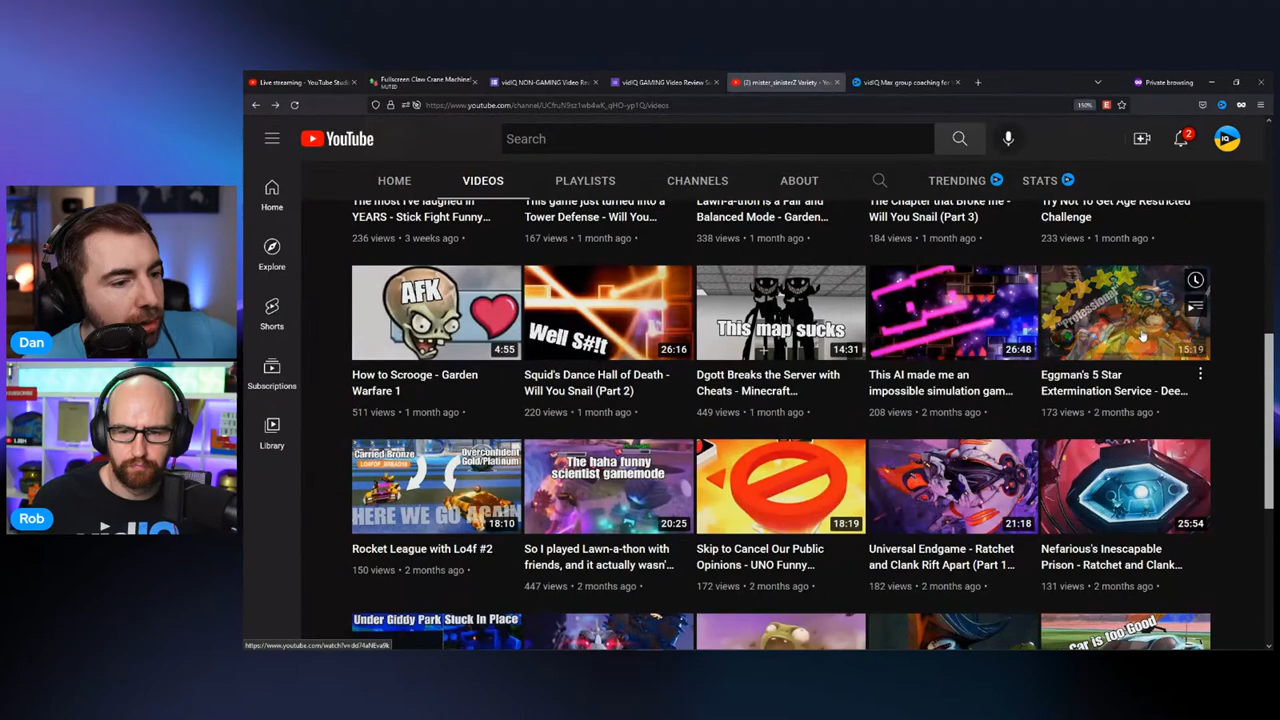 Live streaming - YouTube Studi
Fullscreen Claw Crane Machine!
MUTED
vidIQ NON-GAMING Video Re
vidIQ GAMING Video Review Sc
(2) mister_sinisterZ Variety - Yo
vidIQ Max group coaching for
Private browsing
https://www.youtube.com/channel/UCfruN9sz1wb4wK_qHO-yp1Q/videos
150%
YouTube
Search
2
IQ
HOME
VIDEOS
PLAYLISTS
CHANNELS
ABOUT
TRENDING
STATS
Home
Explore
Shorts
Subscriptions
Library
The most I've laughed in
YEARS - Stick Fight Funny...
236 views • 3 weeks ago
This game just turned into a
Tower Defense - Will You...
167 views • 1 month ago
Lawn-a-thon is a Fair and
Balanced Mode - Garden...
338 views • 1 month ago
The Chapter that Broke me -
Will You Snail (Part 3)
184 views • 1 month ago
Try Not To Get Age Restricted
Challenge
233 views • 1 month ago
AFK
4:55
Well S#!t
26:16
This map sucks
14:31
26:48
"Professional"
15:19
How to Scrooge - Garden
Warfare 1
511 views • 1 month ago
Squid's Dance Hall of Death -
Will You Snail (Part 2)
220 views • 1 month ago
Dgott Breaks the Server with
Cheats - Minecraft...
449 views • 1 month ago
This AI made me an
impossible simulation gam...
208 views • 2 months ago
Eggman's 5 Star
Extermination Service - Dee...
173 views • 2 months ago
Carried Bronze
Overconfident
Gold/Platinum
HERE WE GO AGAIN
18:10
The haha funny
scientist gamemode
20:25
18:19
21:18
25:54
Rocket League with Lo4f #2
150 views • 2 months ago
So I played Lawn-a-thon with
friends, and it actually wasn'...
447 views • 2 months ago
Skip to Cancel Our Public
Opinions - UNO Funny...
172 views • 2 months ago
Universal Endgame - Ratchet
and Clank Rift Apart (Part 1...
182 views • 2 months ago
Nefarious's Inescapable
Prison - Ratchet and Clank...
131 views • 2 months ago
Under Giddy Park
Stuck In Place
Car is too Good
https://www.youtube.com/watch?v=dd74aNEva9k
Dan
Rob
vidIQ